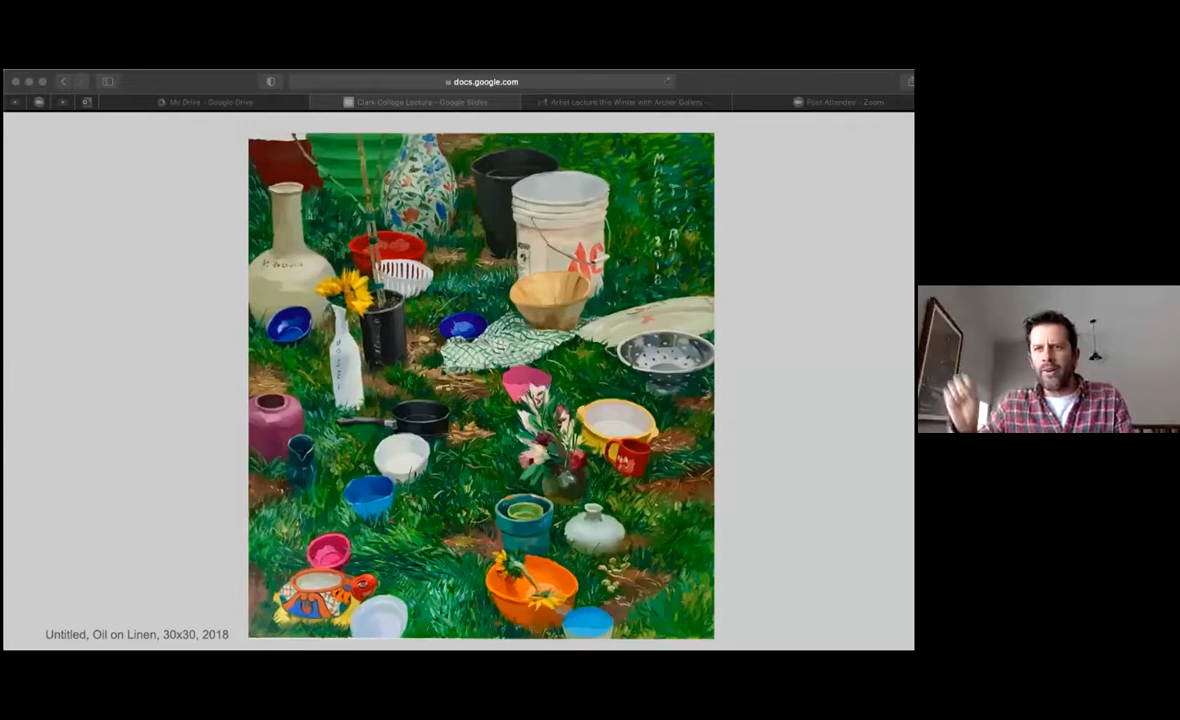 docs.google.com
My Drive - Google Drive
Clark College Lecture - Google Slides
Artist Lecture this Winter with Archer Gallery -...
Post Attendee - Zoom
2018
Untitled, Oil on Linen, 30x30, 2018